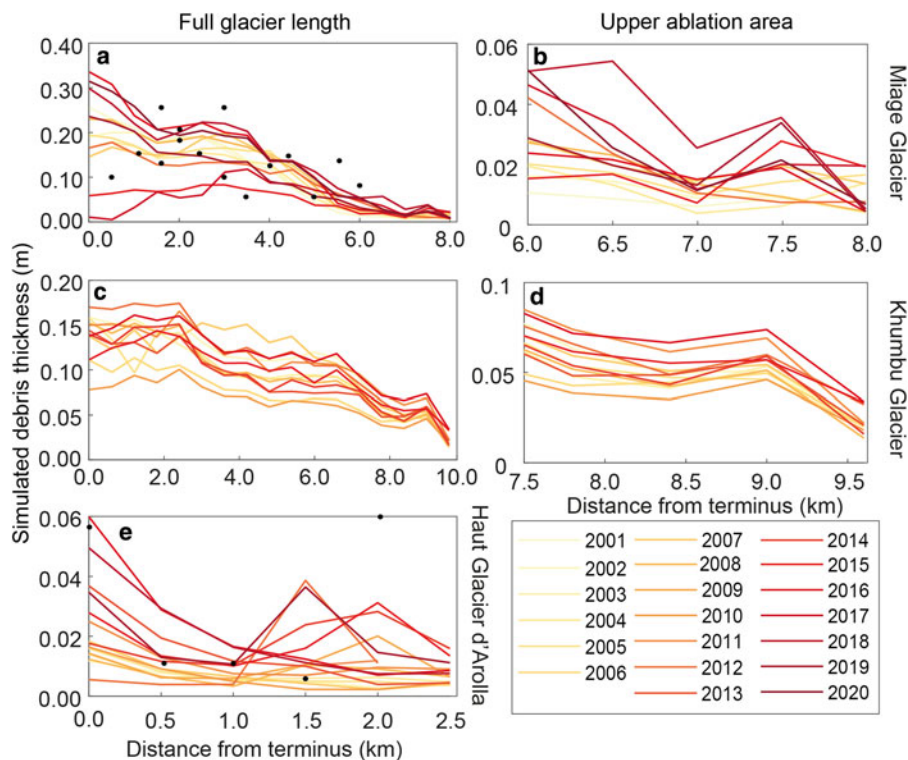 Full glacier length
Upper ablation area
Simulated debris thickness (m)
a
0.40
0.30
0.20
0.10
0.00
0.0 2.0 4.0 6.0 8.0
b
0.06
0.04
0.02
0
6.0 6.5 7.0 7.5 8.0
Miage Glacier
c
0.20
0.15
0.10
0.05
0.00
0.0 2.0 4.0 6.0 8.0 10.0
d
0.1
0.05
0
7.5 8.0 8.5 9.0 9.5
Distance from terminus (km)
Khumbu Glacier
e
0.06
0.04
0.02
0.00
0.0 0.5 1.0 1.5 2.0 2.5
Distance from terminus (km)
Haut Glacier d'Arolla
2001
2002
2003
2004
2005
2006
2007
2008
2009
2010
2011
2012
2013
2014
2015
2016
2017
2018
2019
2020